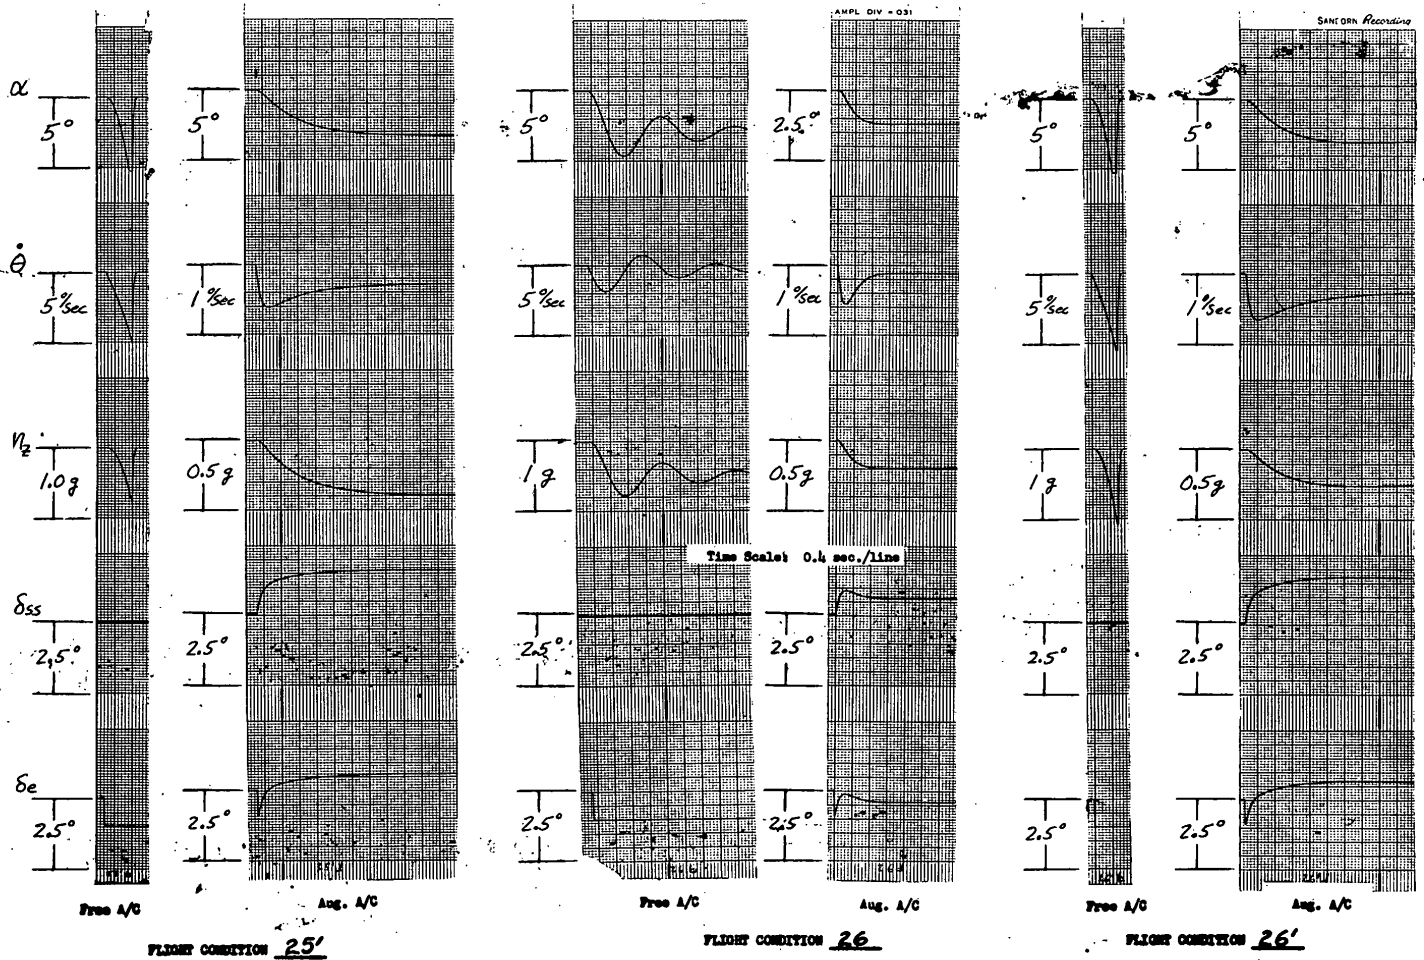 AMPL DIV = 031
SANBORN Recording
α
5°
5°
5°
2.5°
5°
5°
θ̇
5°/sec
1°/sec
5°/sec
1°/sec
5°/sec
1°/sec
n_z
1.0g
0.5g
1g
0.5g
1g
0.5g
Time Scale: 0.4 sec./line
δss
2.5°
2.5°
2.5°
2.5°
2.5°
2.5°
δe
2.5°
2.5°
2.5°
2.5°
2.5°
2.5°
Free A/C
Aug. A/C
Free A/C
Aug. A/C
Free A/C
Aug. A/C
FLIGHT CONDITION 25'
FLIGHT CONDITION 26
FLIGHT CONDITION 26'